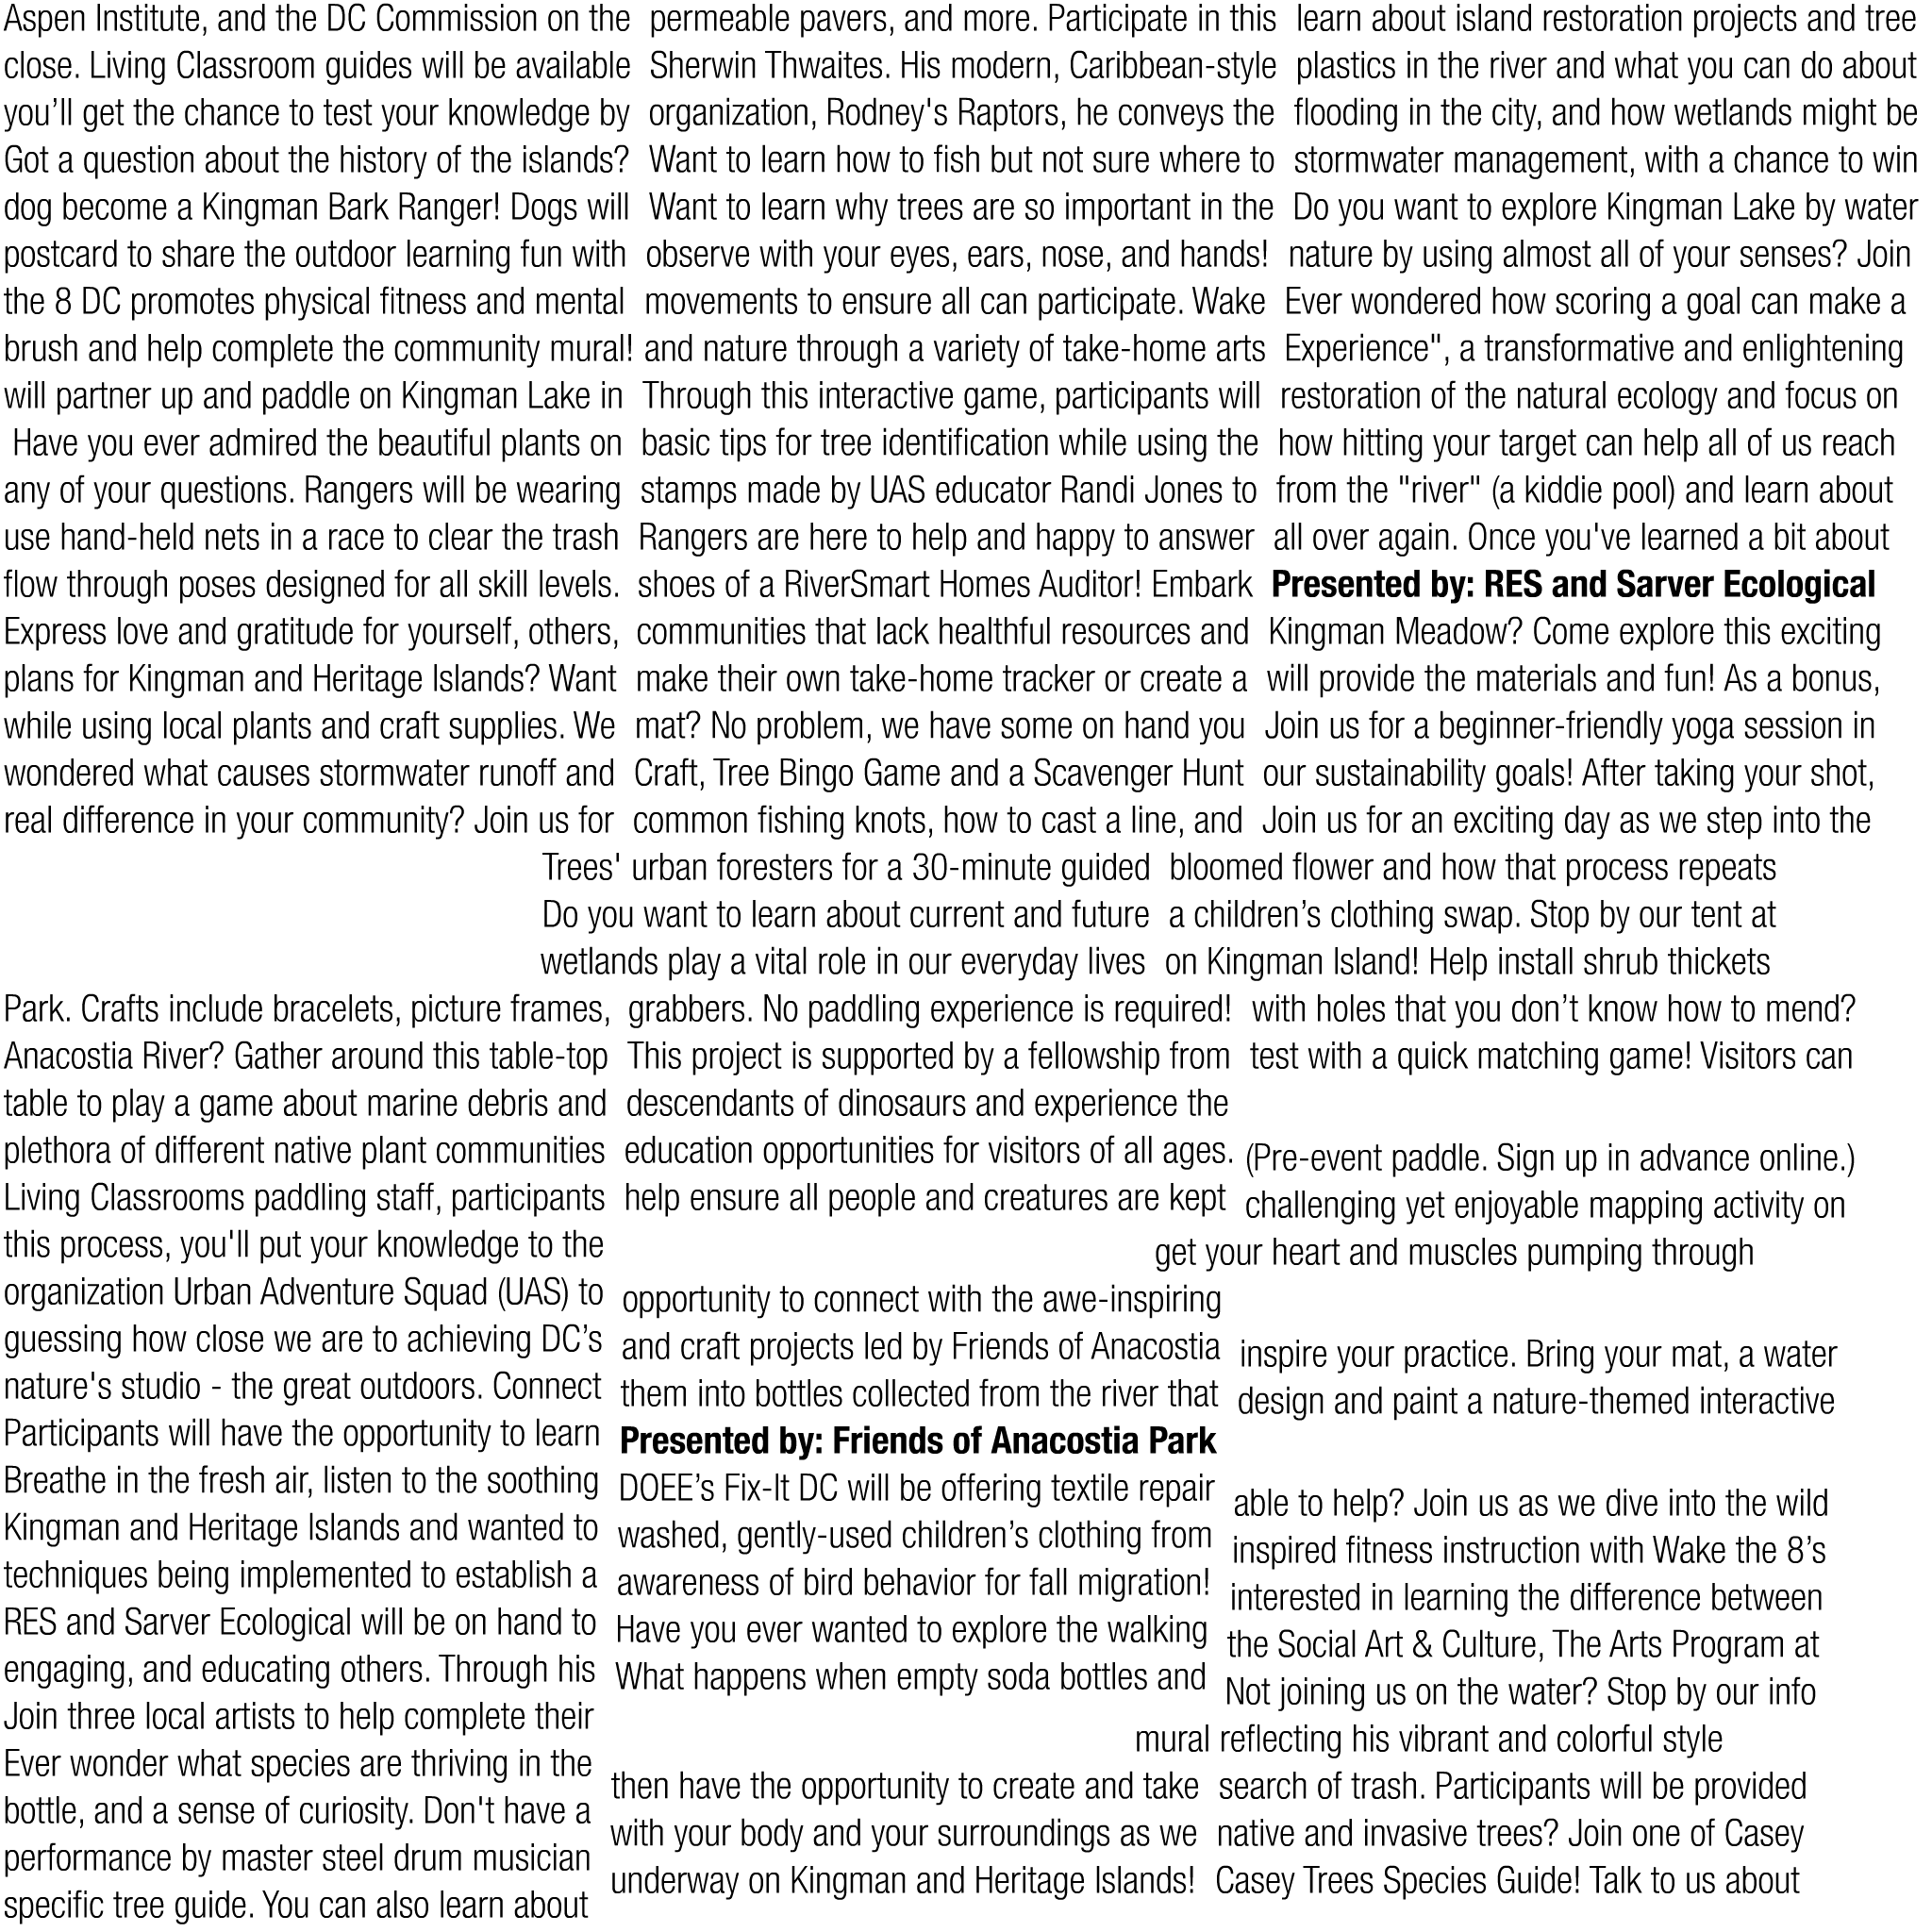 Aspen Institute, and the DC Commission on the
close. Living Classroom guides will be available
you’ll get the chance to test your knowledge by
Got a question about the history of the islands?
dog become a Kingman Bark Ranger! Dogs will
postcard to share the outdoor learning fun with
the 8 DC promotes physical fitness and mental
brush and help complete the community mural!
will partner up and paddle on Kingman Lake in
Have you ever admired the beautiful plants on
any of your questions. Rangers will be wearing
use hand-held nets in a race to clear the trash
flow through poses designed for all skill levels.
Express love and gratitude for yourself, others,
plans for Kingman and Heritage Islands? Want
while using local plants and craft supplies. We
wondered what causes stormwater runoff and
real difference in your community? Join us for
Park. Crafts include bracelets, picture frames,
Anacostia River? Gather around this table-top
table to play a game about marine debris and
plethora of different native plant communities
Living Classrooms paddling staff, participants
this process, you'll put your knowledge to the
organization Urban Adventure Squad (UAS) to
guessing how close we are to achieving DC’s
nature's studio - the great outdoors. Connect
Participants will have the opportunity to learn
Breathe in the fresh air, listen to the soothing
Kingman and Heritage Islands and wanted to
techniques being implemented to establish a
RES and Sarver Ecological will be on hand to
engaging, and educating others. Through his
Join three local artists to help complete their
Ever wonder what species are thriving in the
bottle, and a sense of curiosity. Don't have a
performance by master steel drum musician
specific tree guide. You can also learn about
permeable pavers, and more. Participate in this
Sherwin Thwaites. His modern, Caribbean-style
organization, Rodney's Raptors, he conveys the
Want to learn how to fish but not sure where to
Want to learn why trees are so important in the
observe with your eyes, ears, nose, and hands!
movements to ensure all can participate. Wake
and nature through a variety of take-home arts
Through this interactive game, participants will
basic tips for tree identification while using the
stamps made by UAS educator Randi Jones to
Rangers are here to help and happy to answer
shoes of a RiverSmart Homes Auditor! Embark
communities that lack healthful resources and
make their own take-home tracker or create a
mat? No problem, we have some on hand you
Craft, Tree Bingo Game and a Scavenger Hunt
common fishing knots, how to cast a line, and
Trees' urban foresters for a 30-minute guided
Do you want to learn about current and future
wetlands play a vital role in our everyday lives
grabbers. No paddling experience is required!
This project is supported by a fellowship from
descendants of dinosaurs and experience the
education opportunities for visitors of all ages.
help ensure all people and creatures are kept
opportunity to connect with the awe-inspiring
and craft projects led by Friends of Anacostia
them into bottles collected from the river that
Presented by: Friends of Anacostia Park
DOEE’s Fix-It DC will be offering textile repair
washed, gently-used children’s clothing from
awareness of bird behavior for fall migration!
Have you ever wanted to explore the walking
What happens when empty soda bottles and
then have the opportunity to create and take
with your body and your surroundings as we
underway on Kingman and Heritage Islands!
learn about island restoration projects and tree
plastics in the river and what you can do about
flooding in the city, and how wetlands might be
stormwater management, with a chance to win
Do you want to explore Kingman Lake by water
nature by using almost all of your senses? Join
Ever wondered how scoring a goal can make a
Experience", a transformative and enlightening
restoration of the natural ecology and focus on
how hitting your target can help all of us reach
from the "river" (a kiddie pool) and learn about
all over again. Once you've learned a bit about
Presented by: RES and Sarver Ecological
Kingman Meadow? Come explore this exciting
will provide the materials and fun! As a bonus,
Join us for a beginner-friendly yoga session in
our sustainability goals! After taking your shot,
Join us for an exciting day as we step into the
bloomed flower and how that process repeats
a children’s clothing swap. Stop by our tent at
on Kingman Island! Help install shrub thickets
with holes that you don’t know how to mend?
test with a quick matching game! Visitors can
(Pre-event paddle. Sign up in advance online.)
challenging yet enjoyable mapping activity on
get your heart and muscles pumping through
inspire your practice. Bring your mat, a water
design and paint a nature-themed interactive
able to help? Join us as we dive into the wild
inspired fitness instruction with Wake the 8’s
interested in learning the difference between
the Social Art & Culture, The Arts Program at
Not joining us on the water? Stop by our info
mural reflecting his vibrant and colorful style
search of trash. Participants will be provided
native and invasive trees? Join one of Casey
Casey Trees Species Guide! Talk to us about